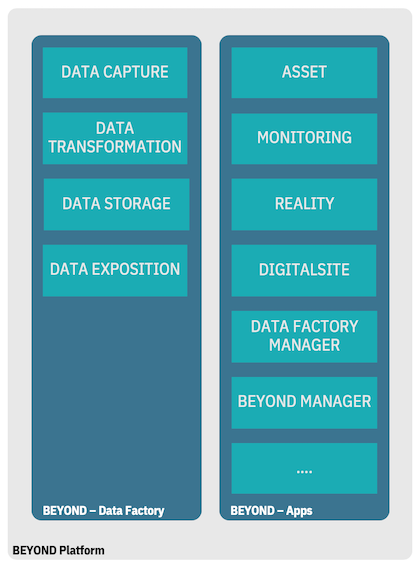 DATA CAPTURE
DATA
TRANSFORMATION
DATA STORAGE
DATA EXPOSITION
BEYOND – Data Factory
ASSET
MONITORING
REALITY
DIGITALSITE
DATA FACTORY
MANAGER
BEYOND MANAGER
....
BEYOND – Apps
BEYOND Platform